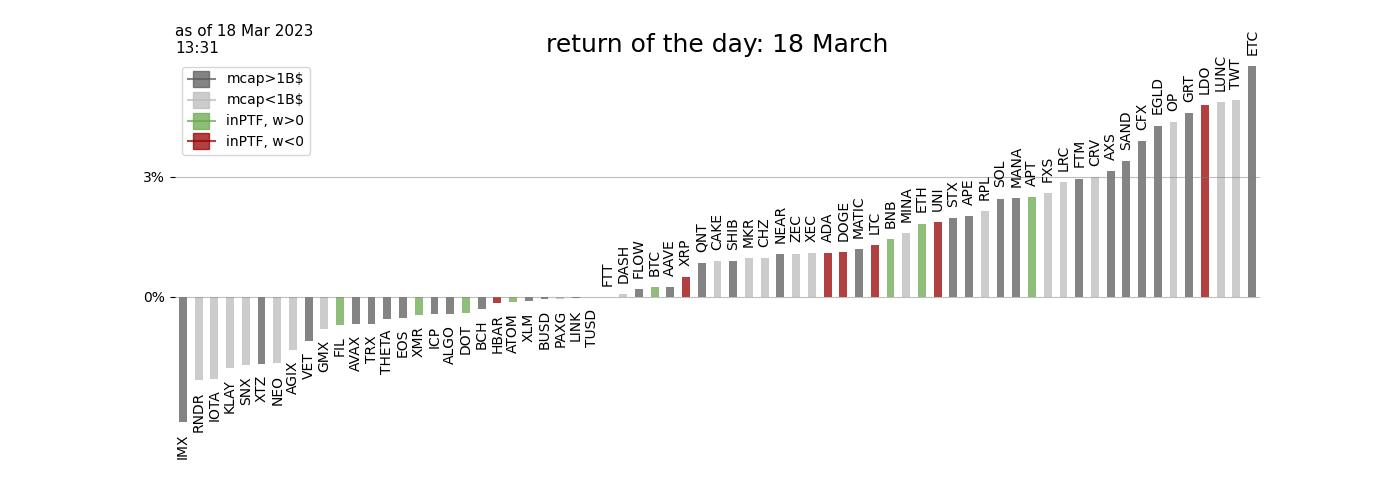 as of 18 Mar 2023
13:31
return of the day: 18 March
mcap>1B$
mcap<1B$
inPTF, w>0
inPTF, w<0
3%
0%
IMX
RNDR
IOTA
KLAY
SNX
XTZ
NEO
AGIX
VET
GMX
FIL
AVAX
TRX
THETA
EOS
XMR
ICP
ALGO
DOT
BCH
HBAR
ATOM
XLM
BUSD
PAXG
LINK
TUSD
FTT
DASH
FLOW
BTC
AAVE
XRP
QNT
CAKE
SHIB
MKR
CHZ
NEAR
ZEC
XEC
ADA
DOGE
MATIC
LTC
BNB
MINA
ETH
UNI
STX
APE
RPL
SOL
MANA
APT
FXS
LRC
FTM
CRV
AXS
SAND
CFX
EGLD
OP
GRT
LDO
LUNC
TWT
ETC